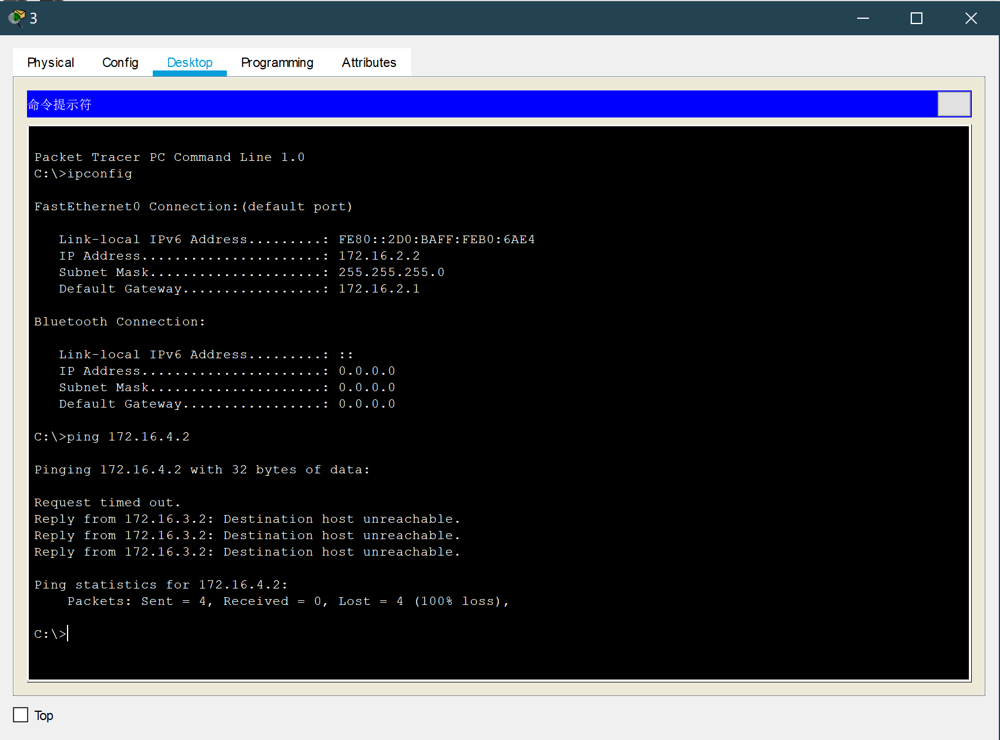 3
Physical Config Desktop Programming Attributes
命令提示符
Packet Tracer PC Command Line 1.0
C:\>ipconfig
FastEthernet0 Connection:(default port)
Link-local IPv6 Address.........: FE80::2D0:BAFF:FEB0:6AE4
IP Address......................: 172.16.2.2
Subnet Mask.....................: 255.255.255.0
Default Gateway.................: 172.16.2.1
Bluetooth Connection:
Link-local IPv6 Address.........: ::
IP Address......................: 0.0.0.0
Subnet Mask.....................: 0.0.0.0
Default Gateway.................: 0.0.0.0
C:\>ping 172.16.4.2
Pinging 172.16.4.2 with 32 bytes of data:
Request timed out.
Reply from 172.16.3.2: Destination host unreachable.
Reply from 172.16.3.2: Destination host unreachable.
Reply from 172.16.3.2: Destination host unreachable.
Ping statistics for 172.16.4.2:
Packets: Sent = 4, Received = 0, Lost = 4 (100% loss),
C:\>
Top